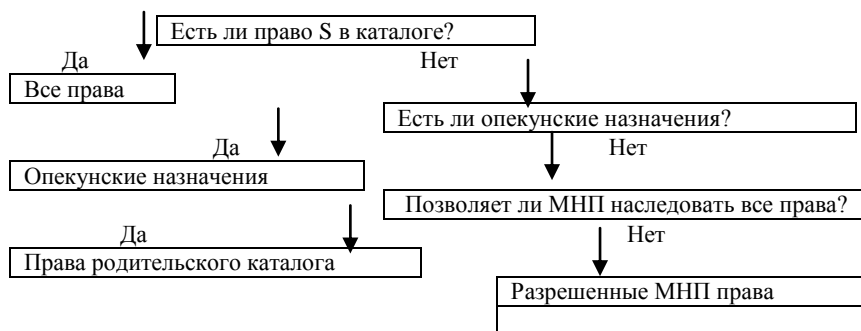 Есть ли право S в каталоге?
Да Нет
Все права
Есть ли опекунские назначения?
Да Нет
Опекунские назначения
Позволяет ли МНП наследовать все права?
Да Нет
Права родительского каталога
Разрешенные МНП права